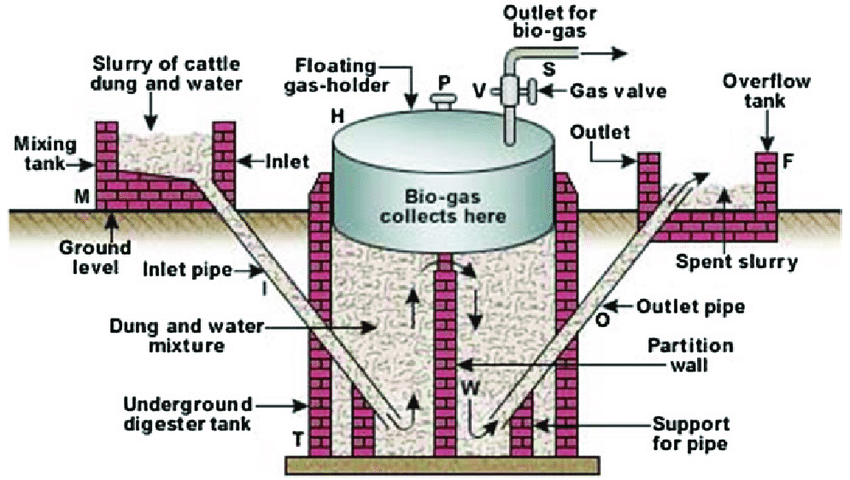 Outlet for
bio-gas
Slurry of cattle
dung and water
Floating
gas-holder
P
S
V
Gas valve
Overflow
tank
H
Outlet
Mixing
tank
Inlet
F
M
Bio-gas
collects here
Ground
level
Inlet pipe
I
Spent slurry
Outlet pipe
O
Dung and water
mixture
Partition
wall
W
Underground
digester tank
T
Support
for pipe